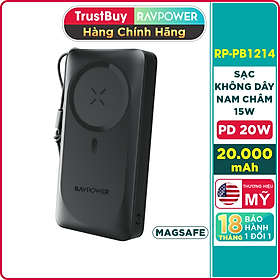 TrustBuy RAVPOWER
Hàng Chính Hãng
RP-PB1214
SẠC
KHÔNG DÂY
NAM CHÂM
15W
PD 20W
20.000
mAh
THƯƠNG HIỆU
MỸ
18 BẢO HÀNH
THÁNG 1 ĐỔI 1
RAVPOWER
MAGSAFE